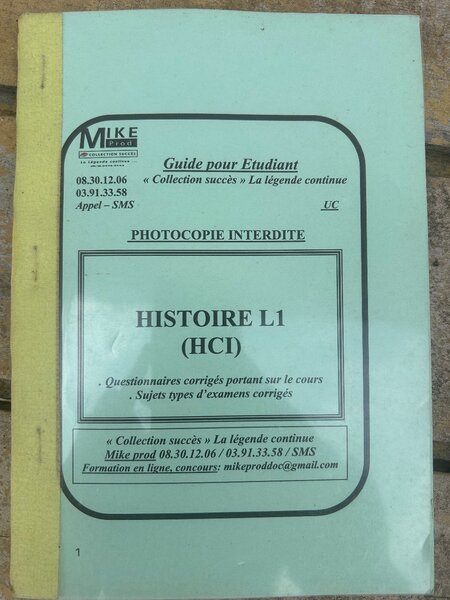 MIKE
Prod
COLLECTION SUCCÈS
La légende continue ...
Guide pour Etudiant
08.30.12.06 « Collection succès » La légende continue
03.91.33.58
Appel – SMS UC
PHOTOCOPIE INTERDITE
HISTOIRE L1
(HCI)
. Questionnaires corrigés portant sur le cours
. Sujets types d'examens corrigés
« Collection succès » La légende continue
Mike prod 08.30.12.06 / 03.91.33.58 / SMS
Formation en ligne, concours: mikeproddoc@gmail.com
1